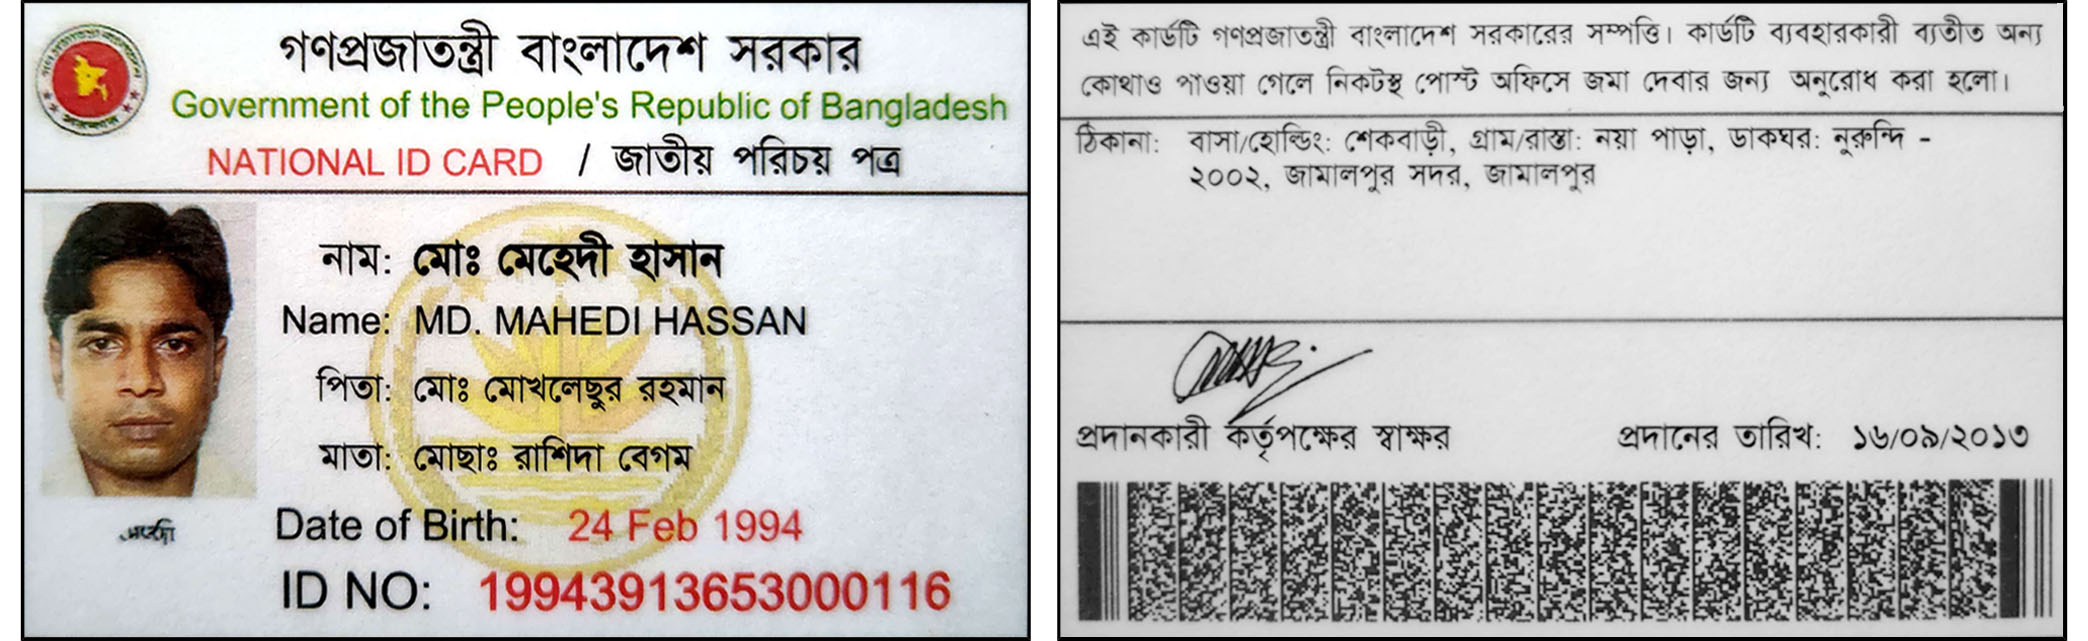 গণপ্রজাতন্ত্রী বাংলাদেশ সরকার
Government of the People's Republic of Bangladesh
NATIONAL ID CARD / জাতীয় পরিচয় পত্র
নাম: মোঃ মেহেদী হাসান
Name: MD. MAHEDI HASSAN
পিতা: মোঃ মোখলেছুর রহমান
মাতা: মোছাঃ রাশিদা বেগম
Date of Birth: 24 Feb 1994
ID NO: 19943913653000116
মেহেদী
এই কার্ডটি গণপ্রজাতন্ত্রী বাংলাদেশ সরকারের সম্পত্তি। কার্ডটি ব্যবহারকারী ব্যতীত অন্য
কোথাও পাওয়া গেলে নিকটস্থ পোস্ট অফিসে জমা দেবার জন্য অনুরোধ করা হলো।
ঠিকানা: বাসা/হোল্ডিং: শেকবাড়ী, গ্রাম/রাস্তা: নয়া পাড়া, ডাকঘর: নুরুন্দি -
২০০২, জামালপুর সদর, জামালপুর
প্রদানকারী কর্তৃপক্ষের স্বাক্ষর
প্রদানের তারিখ: ১৬/০৯/২০১৩